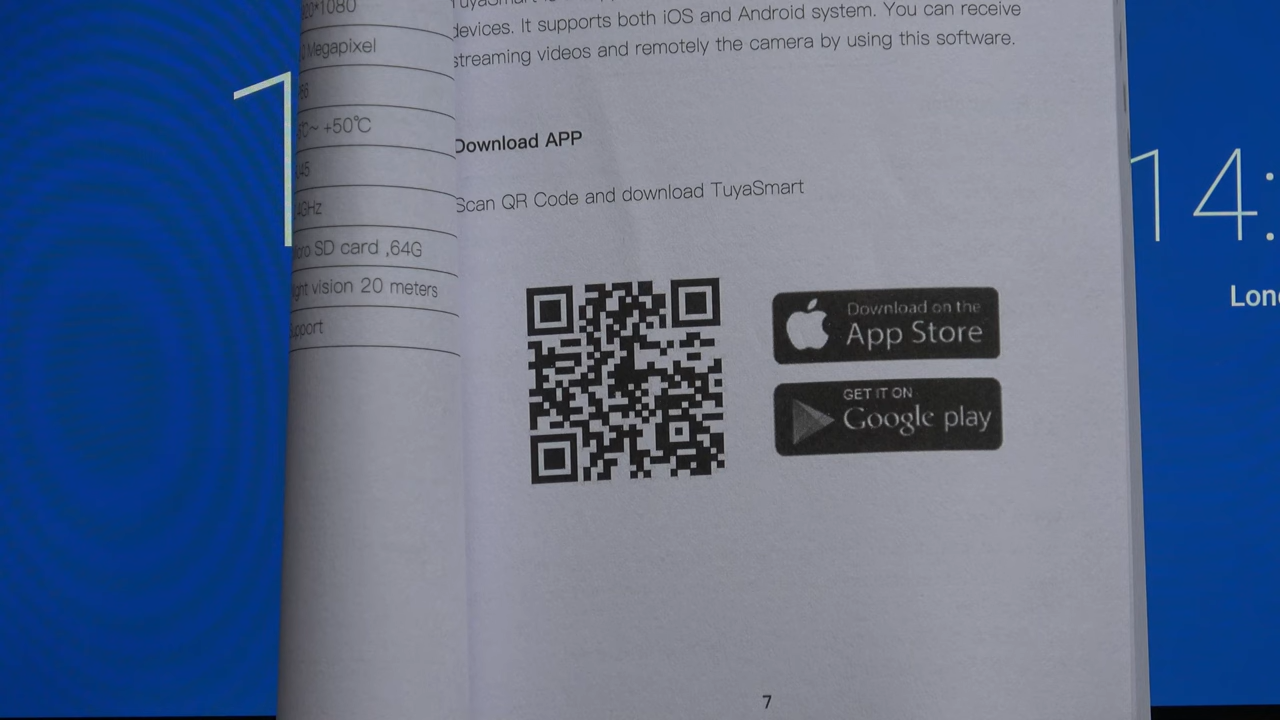 Megapixel
+50℃
SD card ,64G
vision 20 meters
devices. It supports both iOS and Android system. You can receive
streaming videos and remotely the camera by using this software.
Download APP
Scan QR Code and download TuyaSmart
Download on the
App Store
GET IT ON
Google play
7
14: